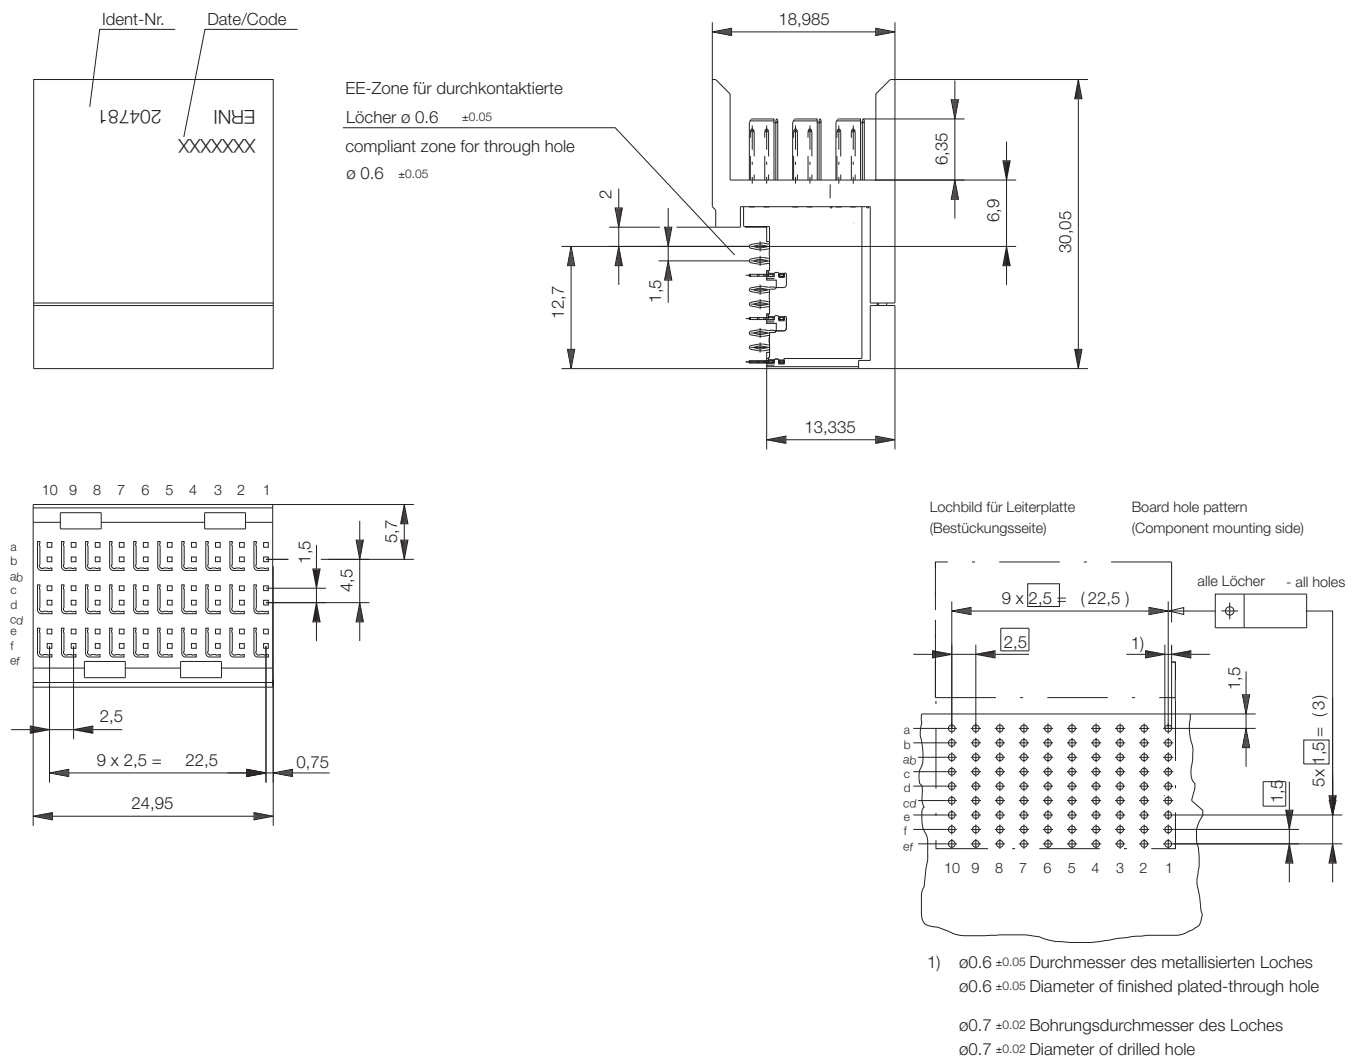 Ident-Nr. Date/Code
204781 ERNI
XXXXXXX
EE-Zone für durchkontaktierte
Löcher ø 0.6 ±0.05
compliant zone for through hole
ø 0.6 ±0.05
18,985
6,35
6,9
30,05
2
1,5
12,7
13,335
10 9 8 7 6 5 4 3 2 1
a
b
ab
c
d
cd
e
f
ef
1,5
5,7
4,5
2,5
9 x 2,5 = 22,5
0,75
24,95
Lochbild für Leiterplatte
(Bestückungsseite)
Board hole pattern
(Component mounting side)
alle Löcher - all holes
9 x 2,5 = (22,5 )
2,5
1)
1,5
5x 1,5 = (3)
1,5
a
b
ab
c
d
cd
e
f
ef
10 9 8 7 6 5 4 3 2 1
1) ø0.6 ±0.05 Durchmesser des metallisierten Loches
ø0.6 ±0.05 Diameter of finished plated-through hole
ø0.7 ±0.02 Bohrungsdurchmesser des Loches
ø0.7 ±0.02 Diameter of drilled hole